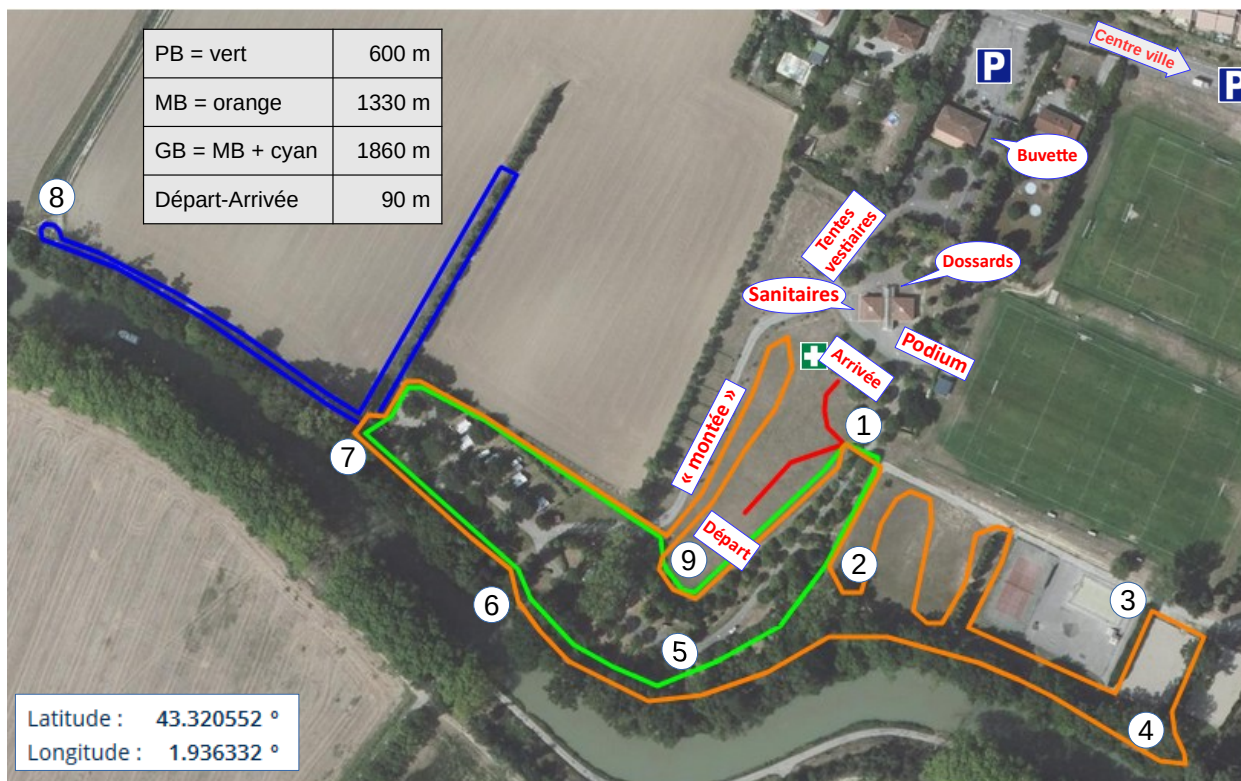 PB = vert 600 m
MB = orange 1330 m
GB = MB + cyan 1860 m
Départ-Arrivée 90 m
Centre ville
P
P
Buvette
8
Tentes
vestiaires
Dossards
Sanitaires
Podium
Arrivée
« montée »
1
7
Départ
9
2
6
3
5
4
Latitude : 43.320552 °
Longitude : 1.936332 °